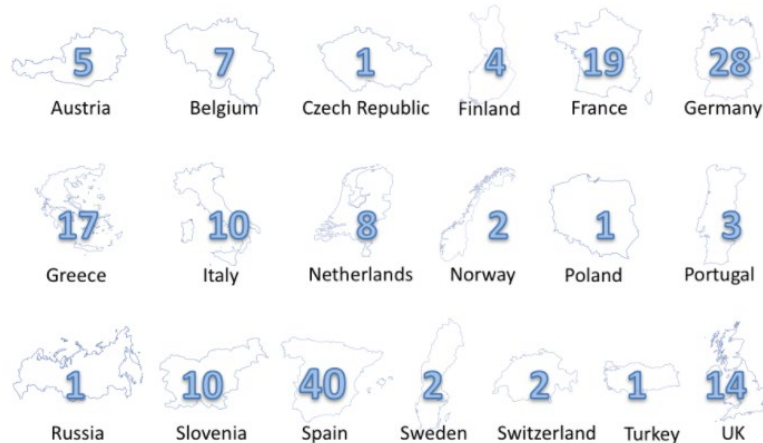 5 7 1 4 19 28
Austria Belgium Czech Republic Finland France Germany
17 10 8 2 1 3
Greece Italy Netherlands Norway Poland Portugal
1 10 40 2 2 1 14
Russia Slovenia Spain Sweden Switzerland Turkey UK